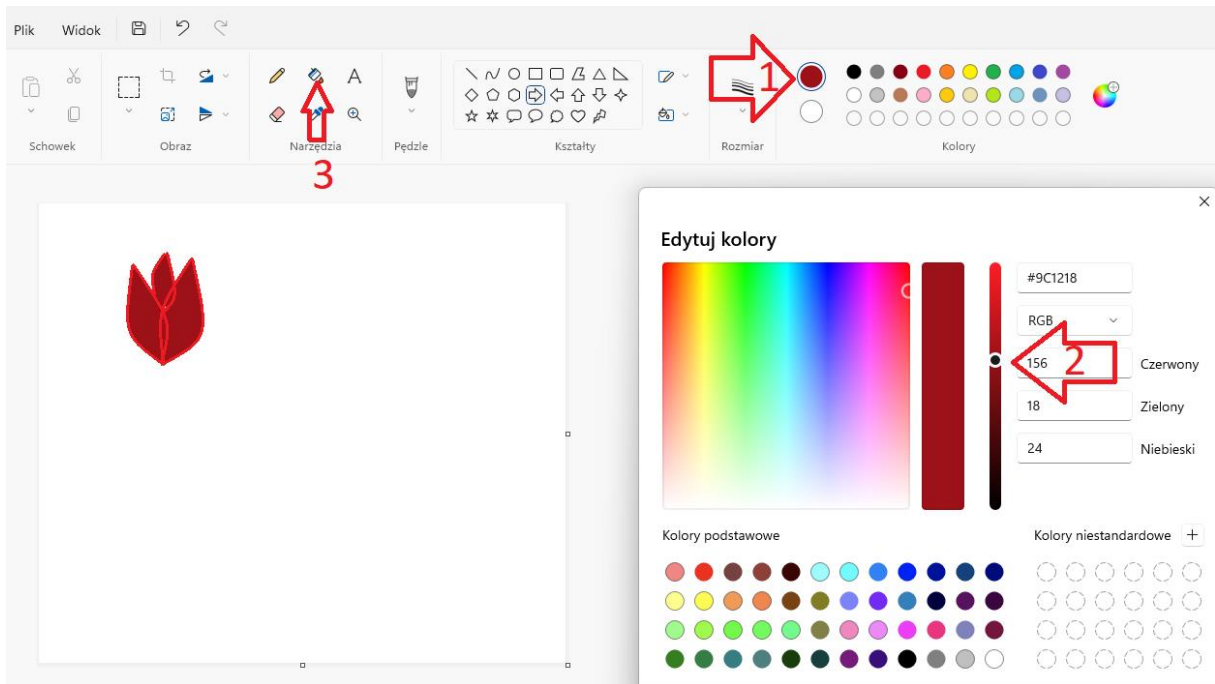 Plik Widok
A
1
Schowek Obraz Narzędzia Pędzle Kształty Rozmiar Kolory
3
Edytuj kolory
#9C1218
RGB
156 2 Czerwony
18 Zielony
24 Niebieski
Kolory podstawowe Kolory niestandardowe